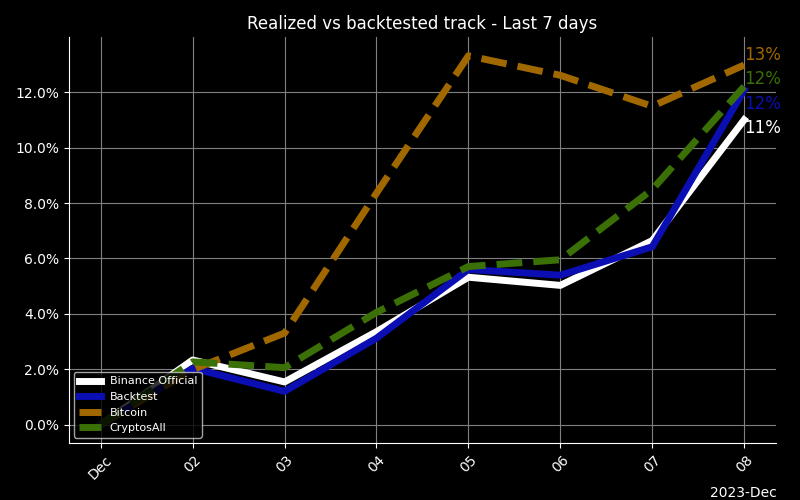 Realized vs backtested track - Last 7 days
13%
12%
12%
11%
12.0%
10.0%
8.0%
6.0%
4.0%
2.0%
0.0%
Binance Official
Backtest
Bitcoin
CryptosAll
Dec
02
03
04
05
06
07
08
2023-Dec